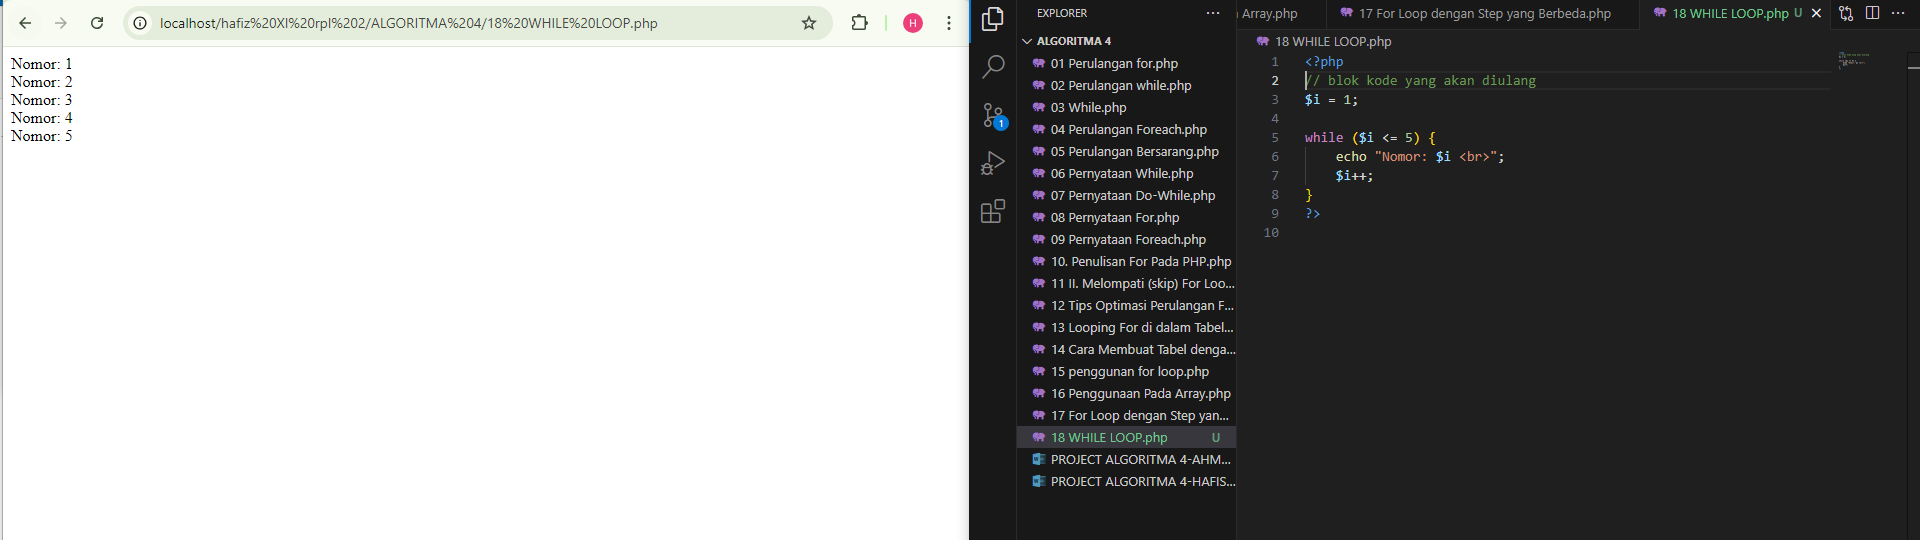 localhost/hafiz%20XI%20rpl%202/ALGORITMA%204/18%20WHILE%20LOOP.php
H
Nomor: 1
Nomor: 2
Nomor: 3
Nomor: 4
Nomor: 5
EXPLORER
ALGORITMA 4
01 Perulangan for.php
02 Perulangan while.php
03 While.php
04 Perulangan Foreach.php
05 Perulangan Bersarang.php
06 Pernyataan While.php
07 Pernyataan Do-While.php
08 Pernyataan For.php
09 Pernyataan Foreach.php
10. Penulisan For Pada PHP.php
11 II. Melompati (skip) For Loo...
12 Tips Optimasi Perulangan F...
13 Looping For di dalam Tabel...
14 Cara Membuat Tabel denga...
15 penggunan for loop.php
16 Penggunaan Pada Array.php
17 For Loop dengan Step yan...
18 WHILE LOOP.php U
PROJECT ALGORITMA 4-AHM...
PROJECT ALGORITMA 4-HAFIS...
1
Array.php
17 For Loop dengan Step yang Berbeda.php
18 WHILE LOOP.php U
18 WHILE LOOP.php
1 <?php
2 // blok kode yang akan diulang
3 $i = 1;
4
5 while ($i <= 5) {
6 echo "Nomor: $i <br>";
7 $i++;
8 }
9 ?>
10